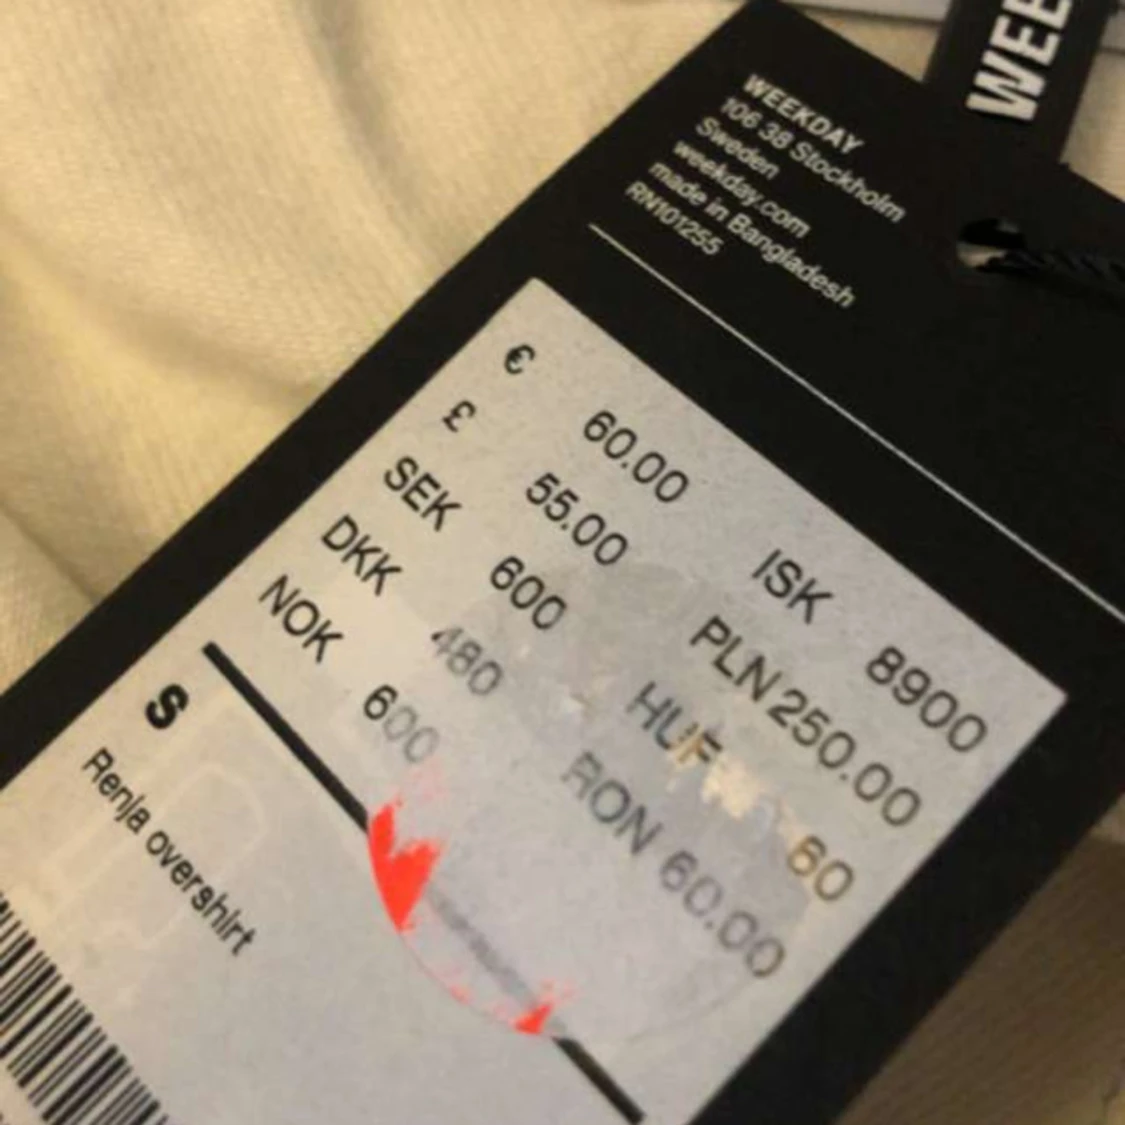 WEE
WEEKDAY
106 38 Stockholm
Sweden
weekday.com
made in Bangladesh
RN101255
€ 60.00 ISK 8900
£ 55.00 PLN 250.00
SEK 600 HUF
DKK 480 RON 60.00
NOK 600
S
Renja overshirt